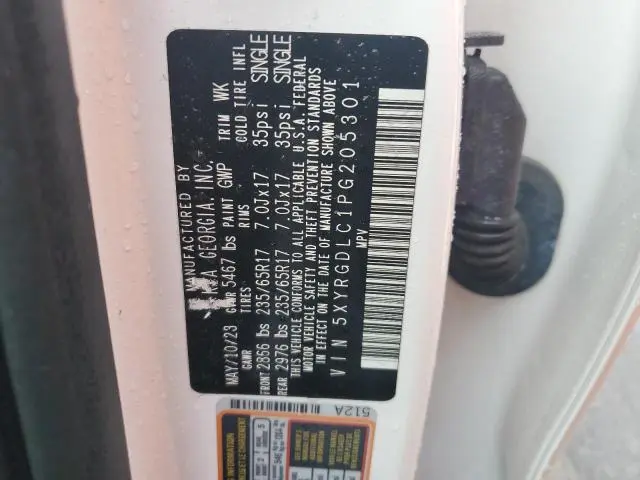 MANUFACTURED BY
KIA GEORGIA, INC.
MAY/10/23 GVWR 5467 lbs PAINT GWP TRIM WK
GAWR TIRES RIMS COLD TIRE INFL
FRONT 2856 lbs 235/65R17 7.0Jx17 35psi SINGLE
REAR 2976 lbs 235/65R17 7.0Jx17 35psi SINGLE
THIS VEHICLE CONFORMS TO ALL APPLICABLE U.S.A. FEDERAL
MOTOR VEHICLE SAFETY AND THEFT PREVENTION STANDARDS
IN EFFECT ON THE DATE OF MANUFACTURE SHOWN ABOVE
VIN 5XYRGDLC1PG205301
MPV
512A
INFORMATION